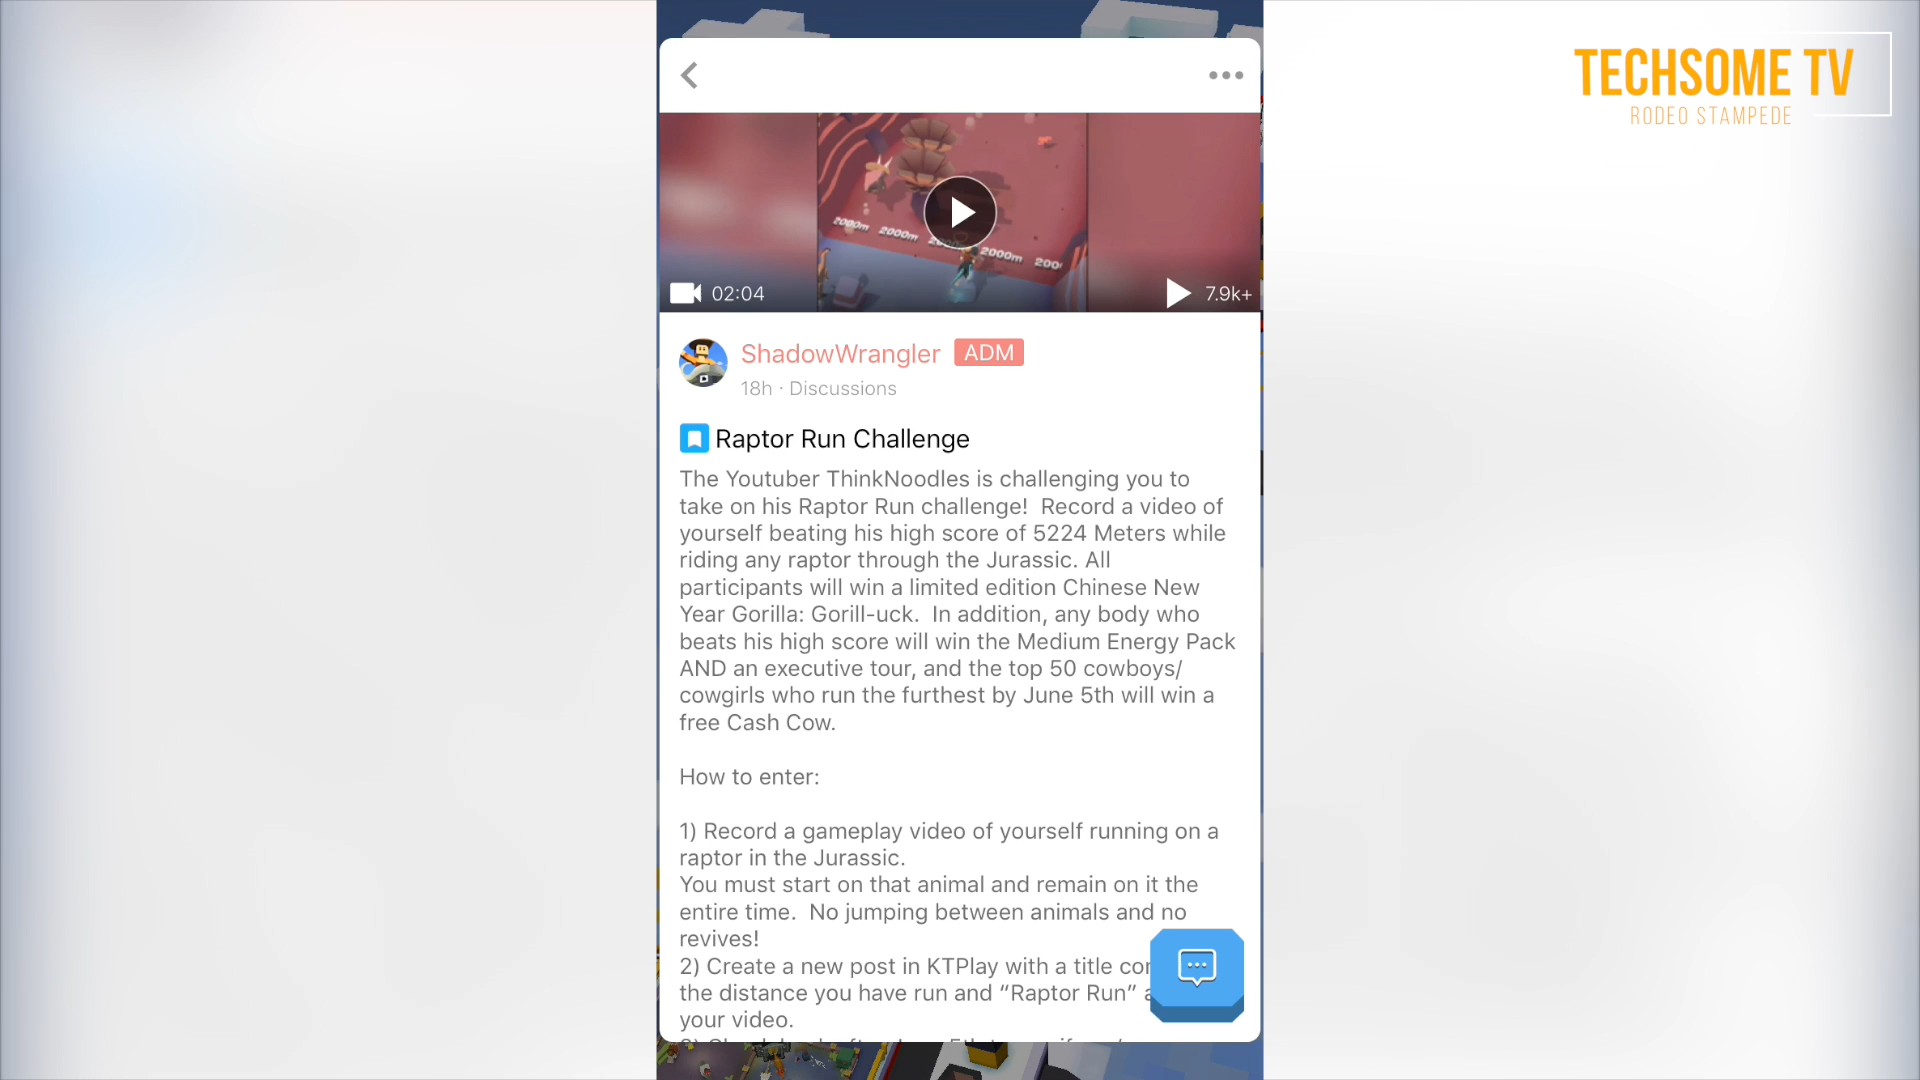 TECHSOME TV
RODEO STAMPEDE
2000m 2000m 2000m
02:04
7.9k+
ShadowWrangler ADM
18h · Discussions
Raptor Run Challenge
The Youtuber ThinkNoodles is challenging you to
take on his Raptor Run challenge!  Record a video of
yourself beating his high score of 5224 Meters while
riding any raptor through the Jurassic. All
participants will win a limited edition Chinese New
Year Gorilla: Gorill-uck.  In addition, any body who
beats his high score will win the Medium Energy Pack
AND an executive tour, and the top 50 cowboys/
cowgirls who run the furthest by June 5th will win a
free Cash Cow.
How to enter:
1) Record a gameplay video of yourself running on a
raptor in the Jurassic.
You must start on that animal and remain on it the
entire time.  No jumping between animals and no
revives!
2) Create a new post in KTPlay with a title
the distance you have run and “Raptor Run”
your video.